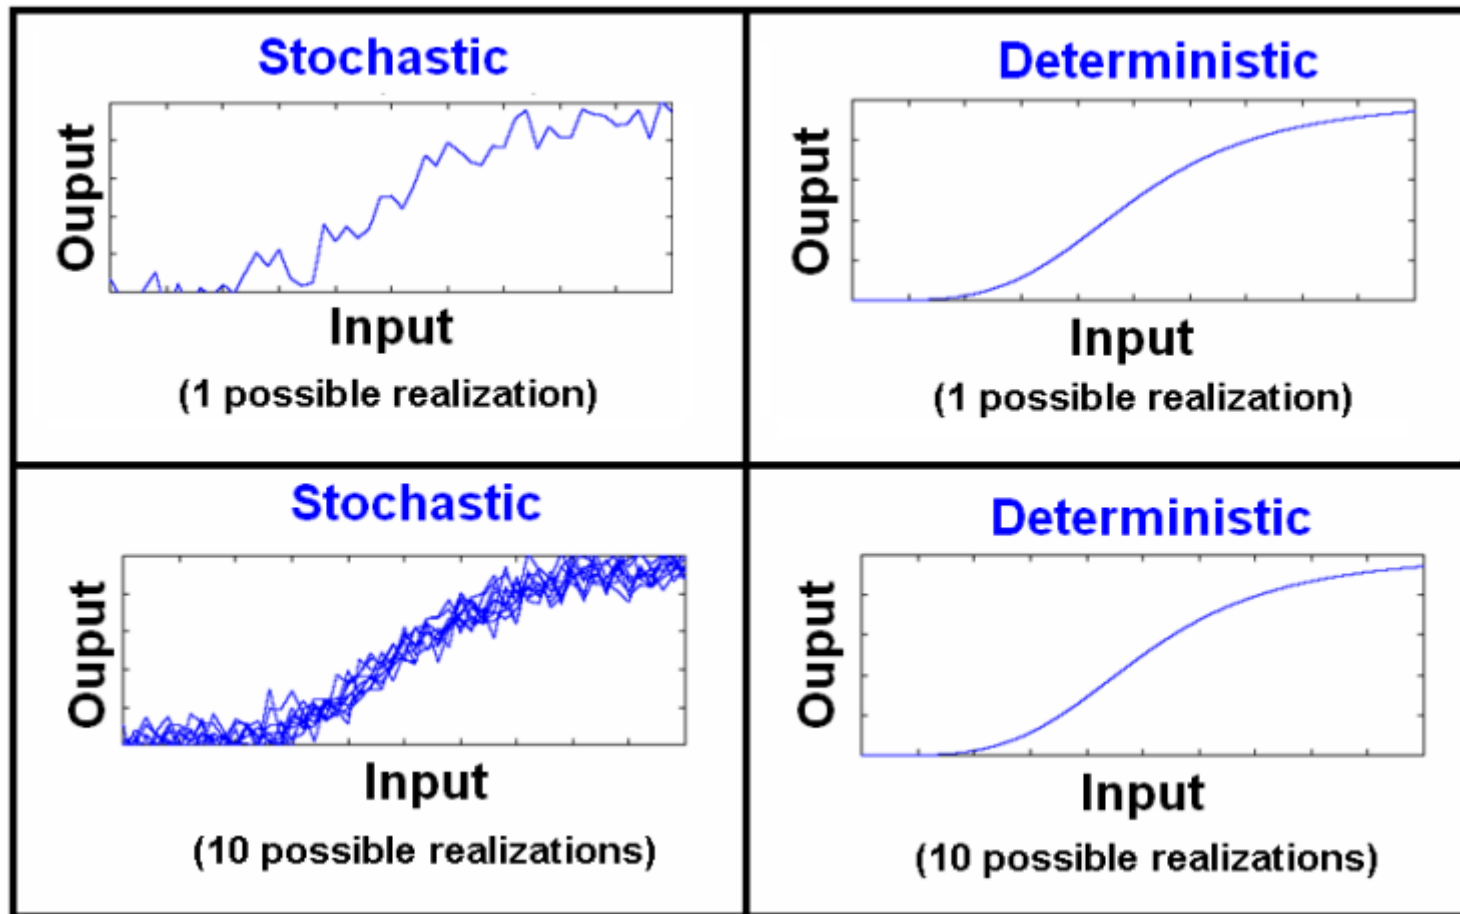 Stochastic
Ouput
Input
(1 possible realization)
Deterministic
Ouput
Input
(1 possible realization)
Stochastic
Ouput
Input
(10 possible realizations)
Deterministic
Ouput
Input
(10 possible realizations)